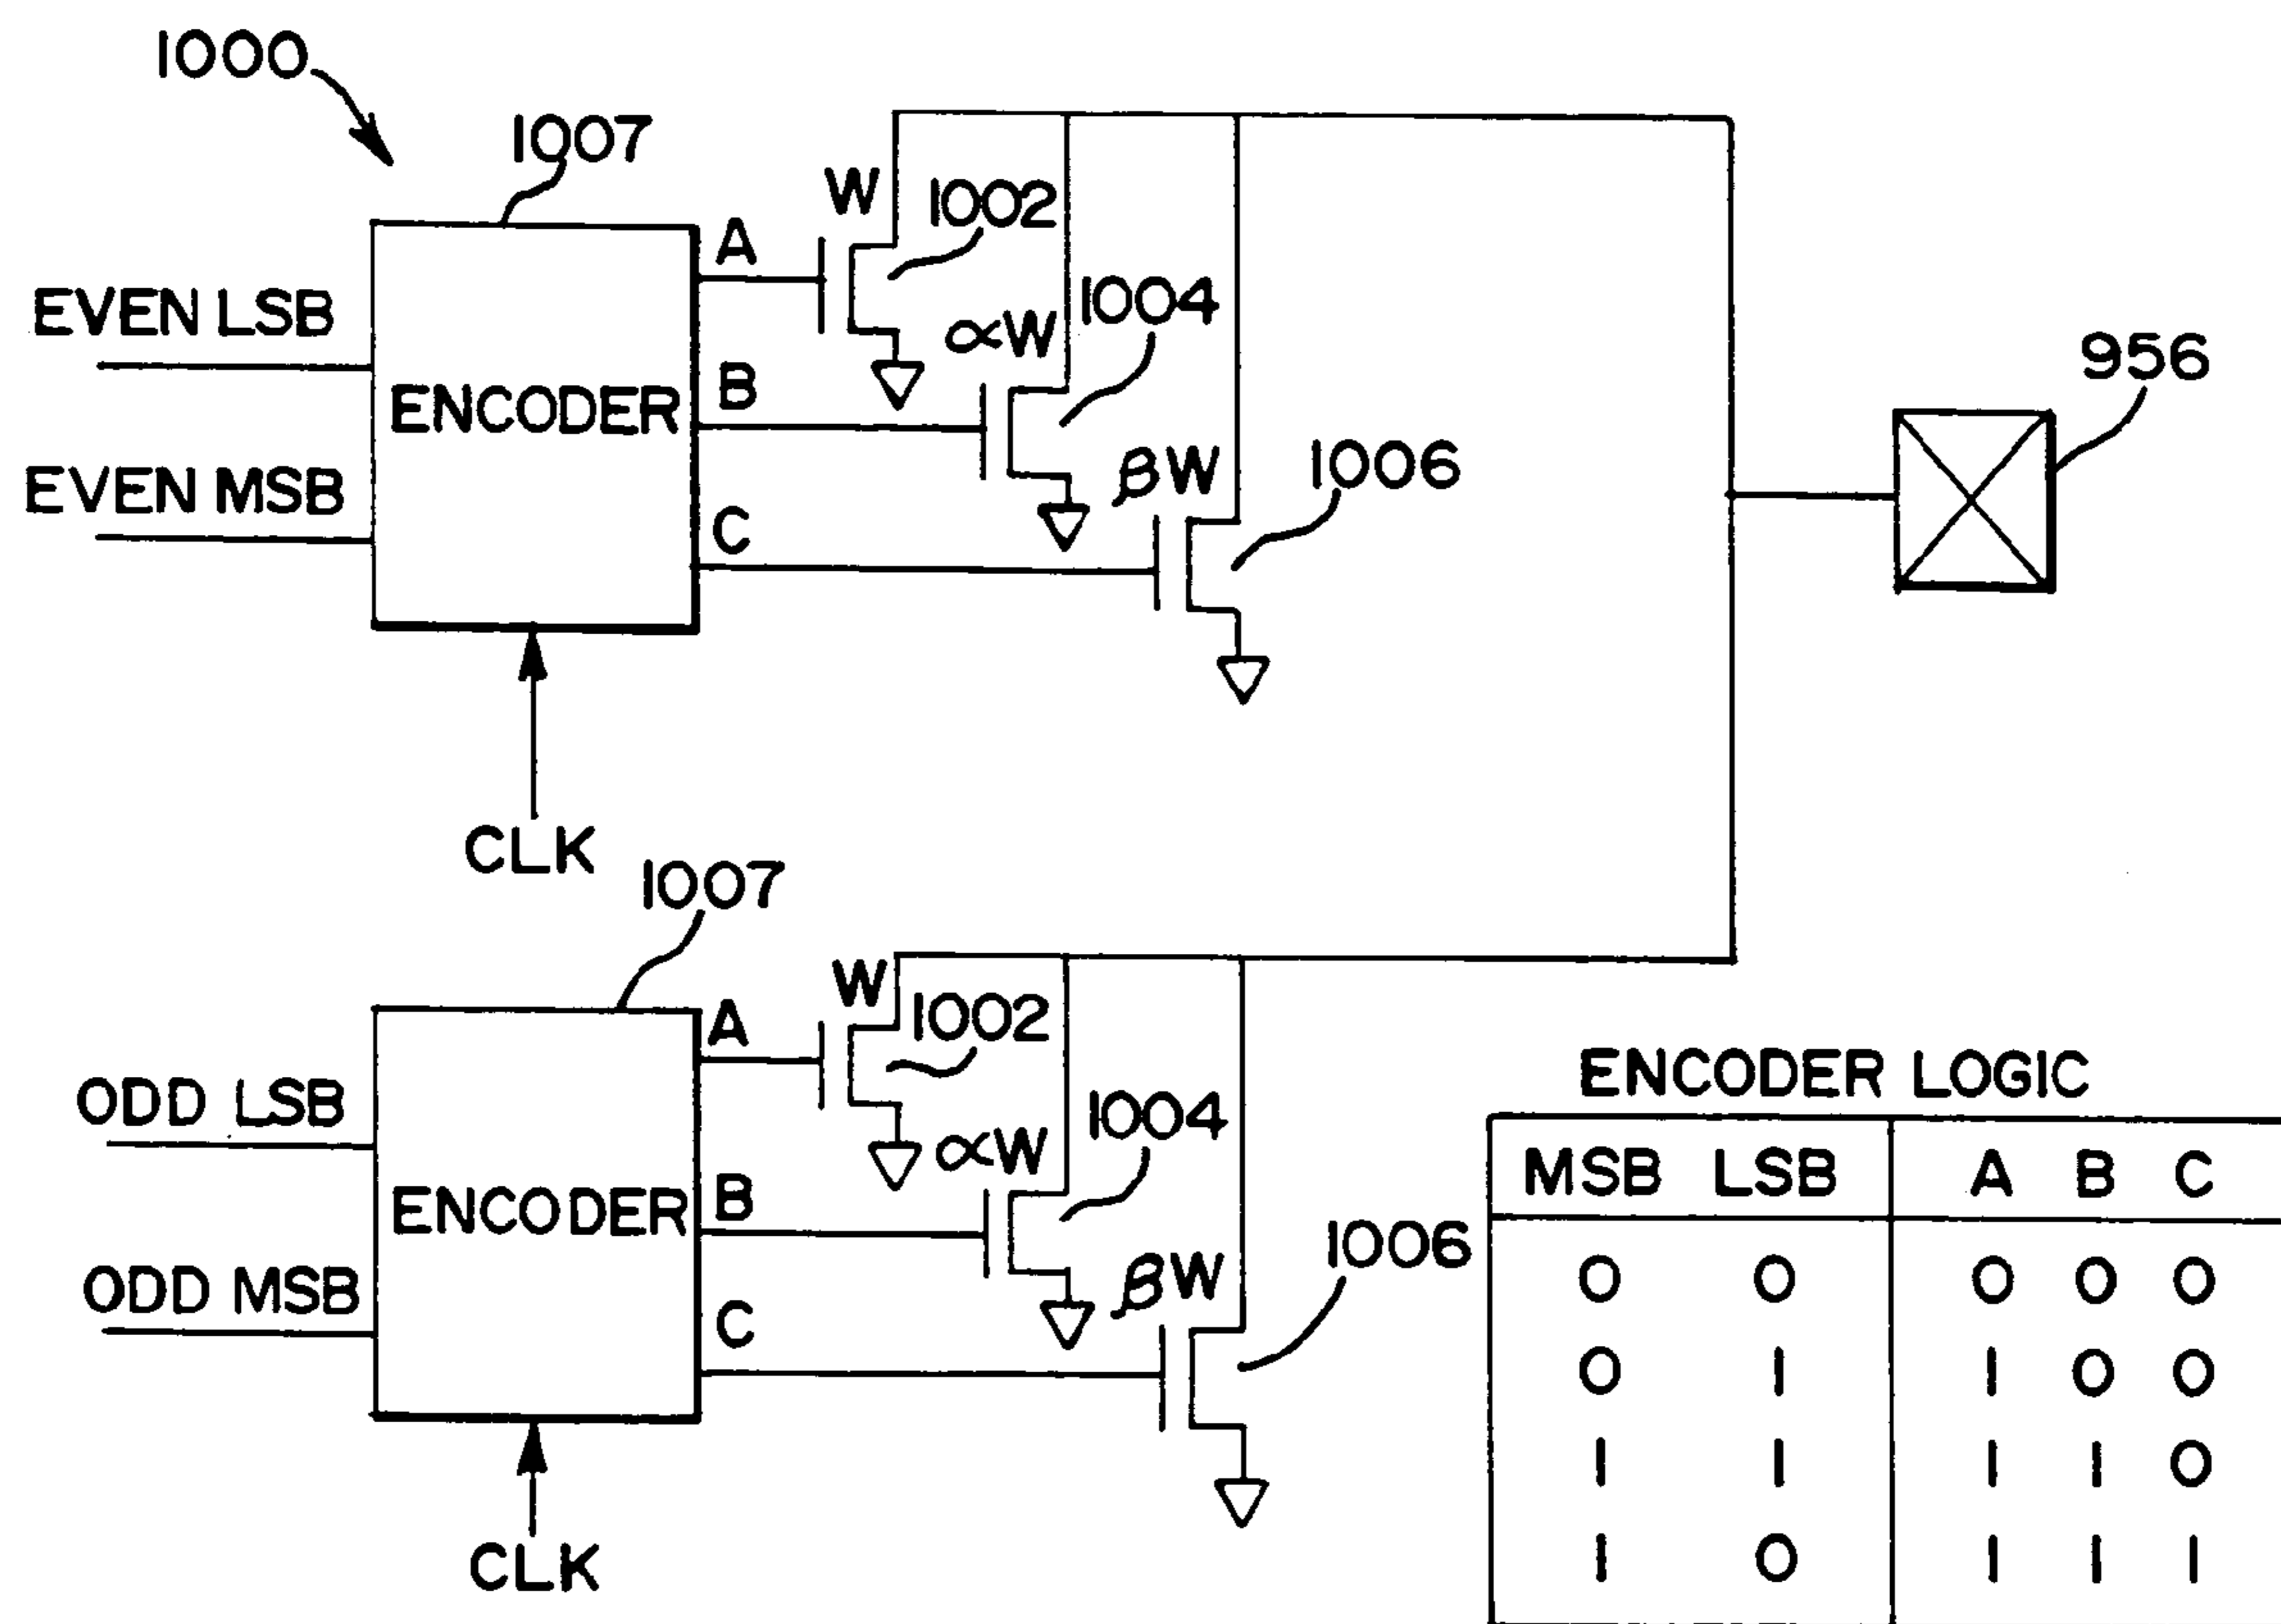 1000
1007
W
1002
A
αW
1004
EVEN LSB
B
956
ENCODER
βW
1006
EVEN MSB
C
CLK
1007
W
1002
A
αW
1004
ODD LSB
B
ENCODER
βW
1006
ODD MSB
C
CLK
ENCODER LOGIC
MSB LSB A B C
0 0 0 0 0
0 1 1 0 0
1 1 1 1 0
1 0 1 1 1